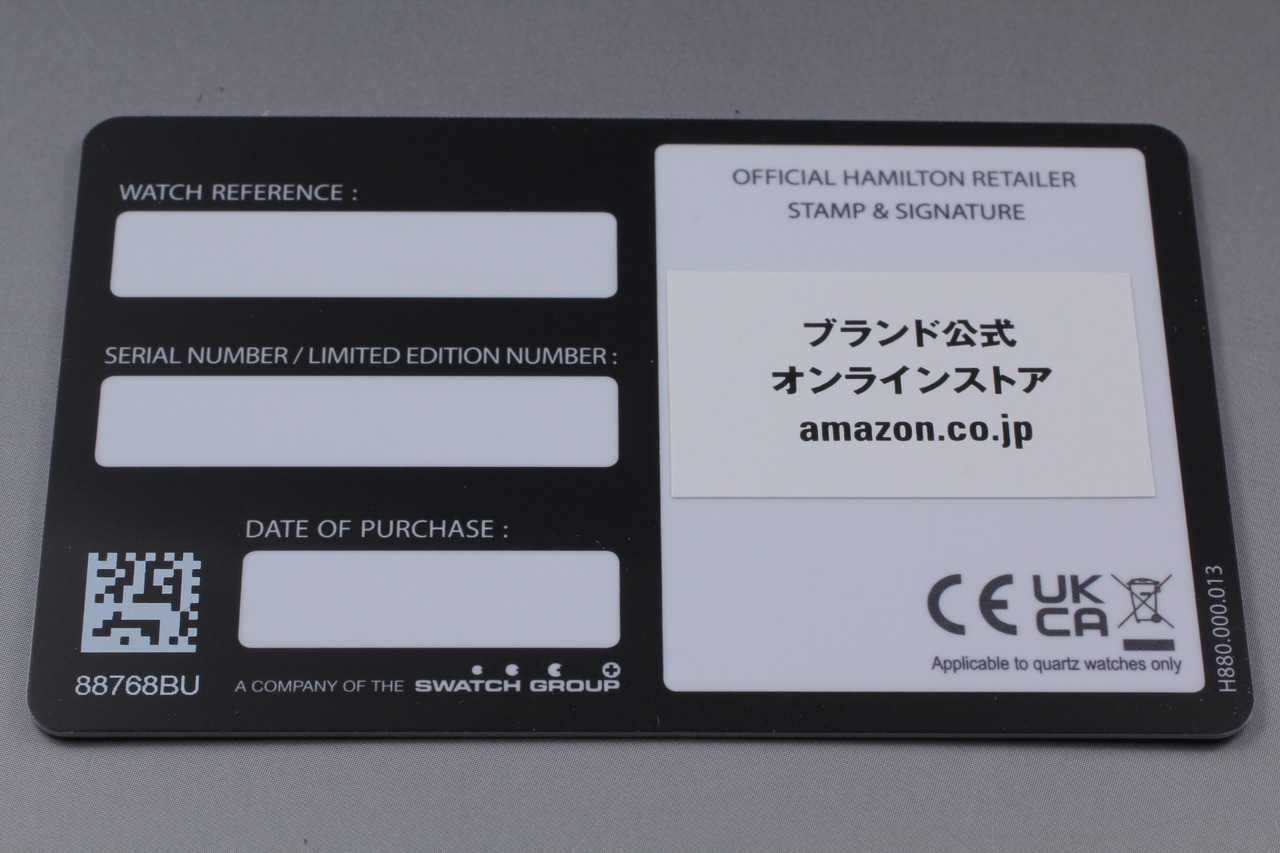 WATCH REFERENCE :
SERIAL NUMBER / LIMITED EDITION NUMBER :
DATE OF PURCHASE :
88768BU
A COMPANY OF THE SWATCH GROUP
OFFICIAL HAMILTON RETAILER
STAMP & SIGNATURE
ブランド公式
オンラインストア
amazon.co.jp
CE UK
CA
Applicable to quartz watches only
H880.000.013